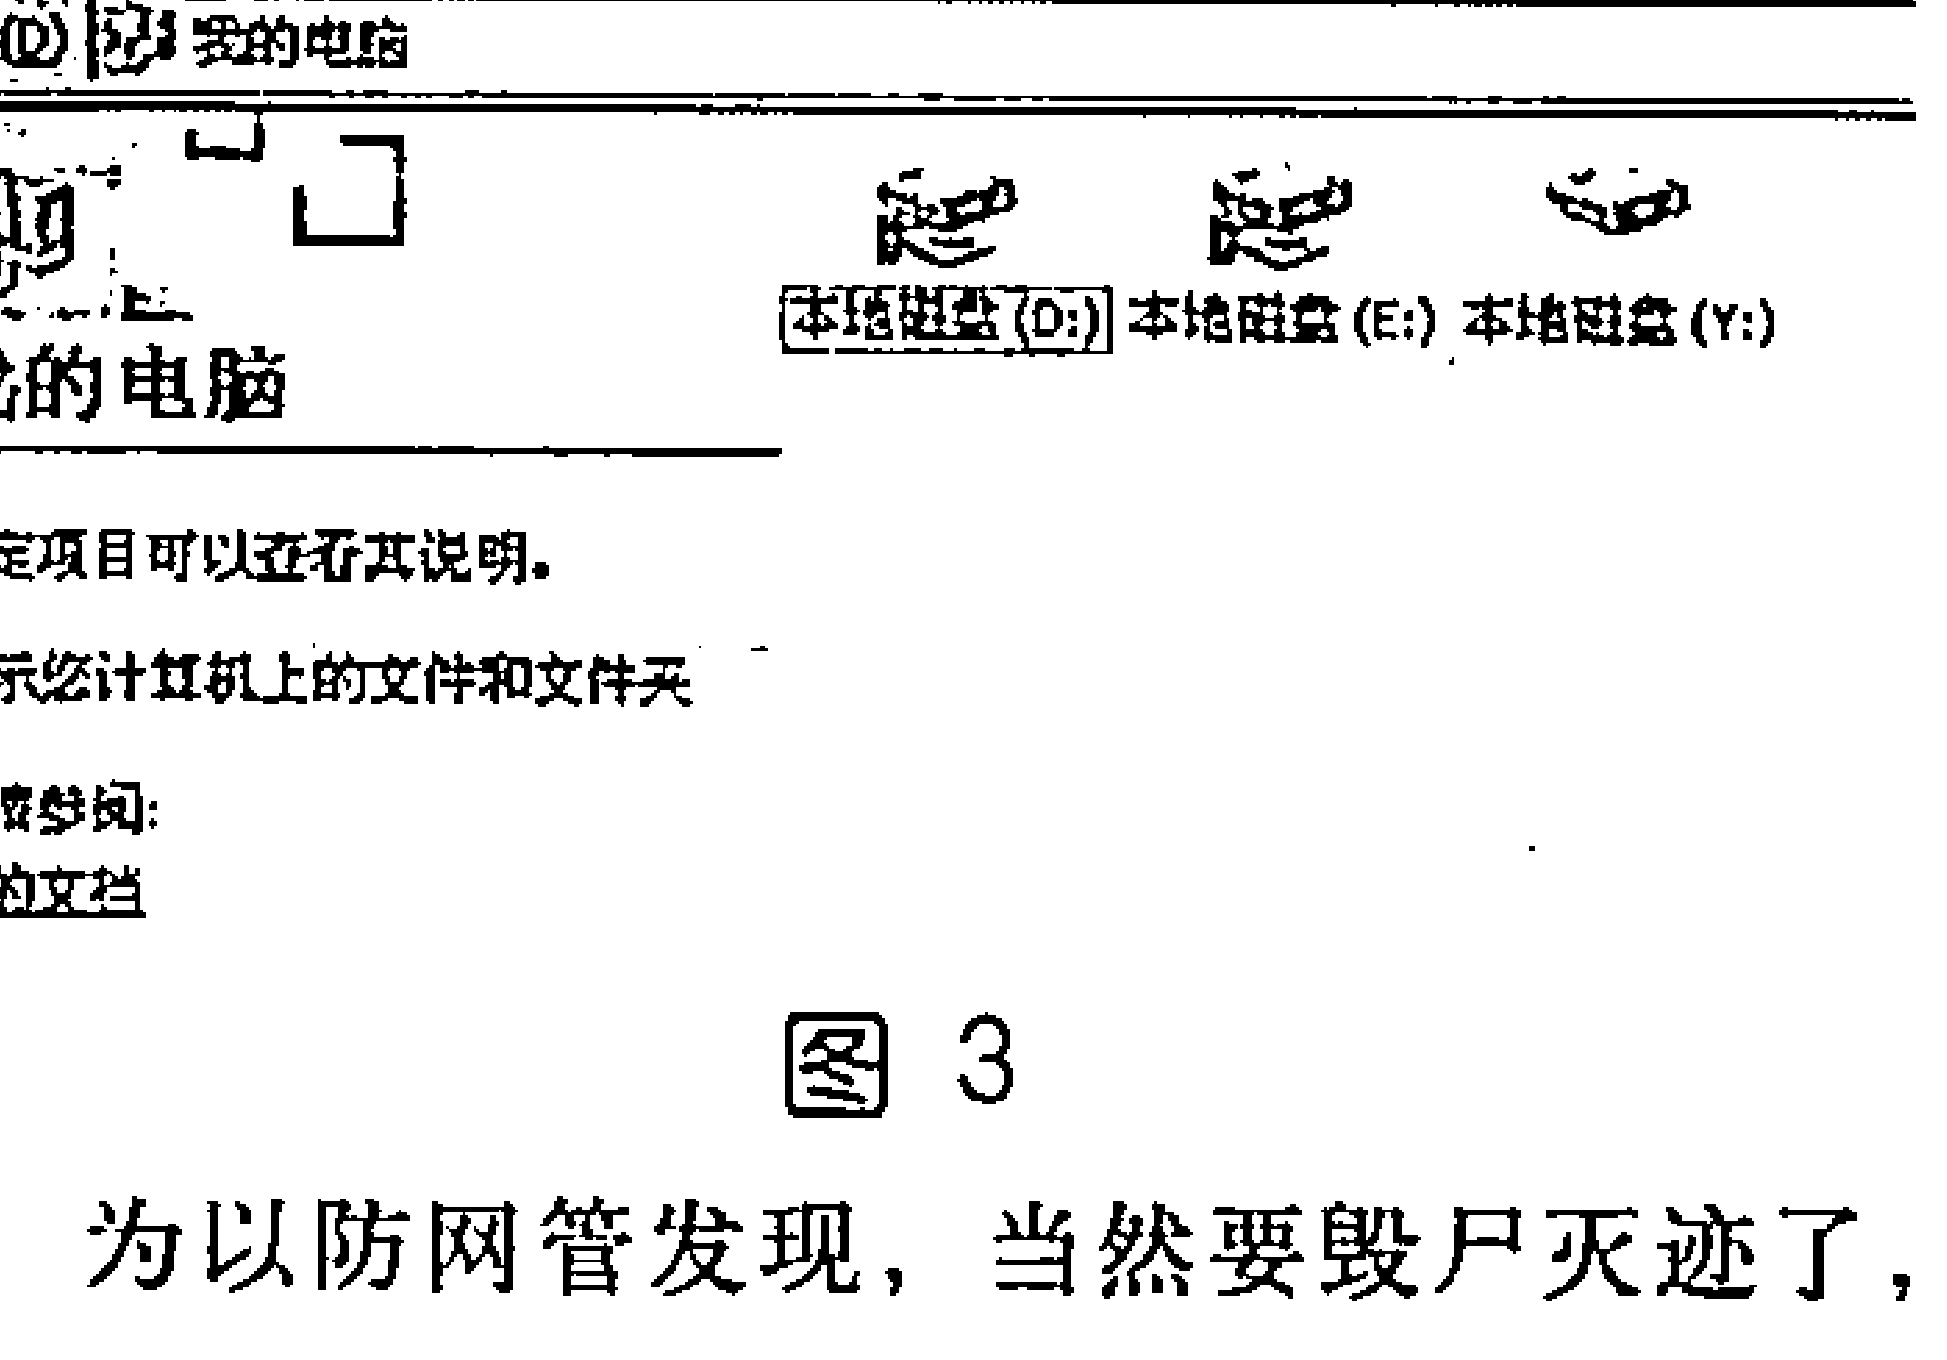 (D) 我的电脑
本地磁盘(D:) 本地磁盘(E:) 本地磁盘(Y:)
我的电脑
定项目可以查看其说明。
示您计算机上的文件和文件夹
请参阅:
的文档
图 3
为以防网管发现，当然要毁尸灭迹了，